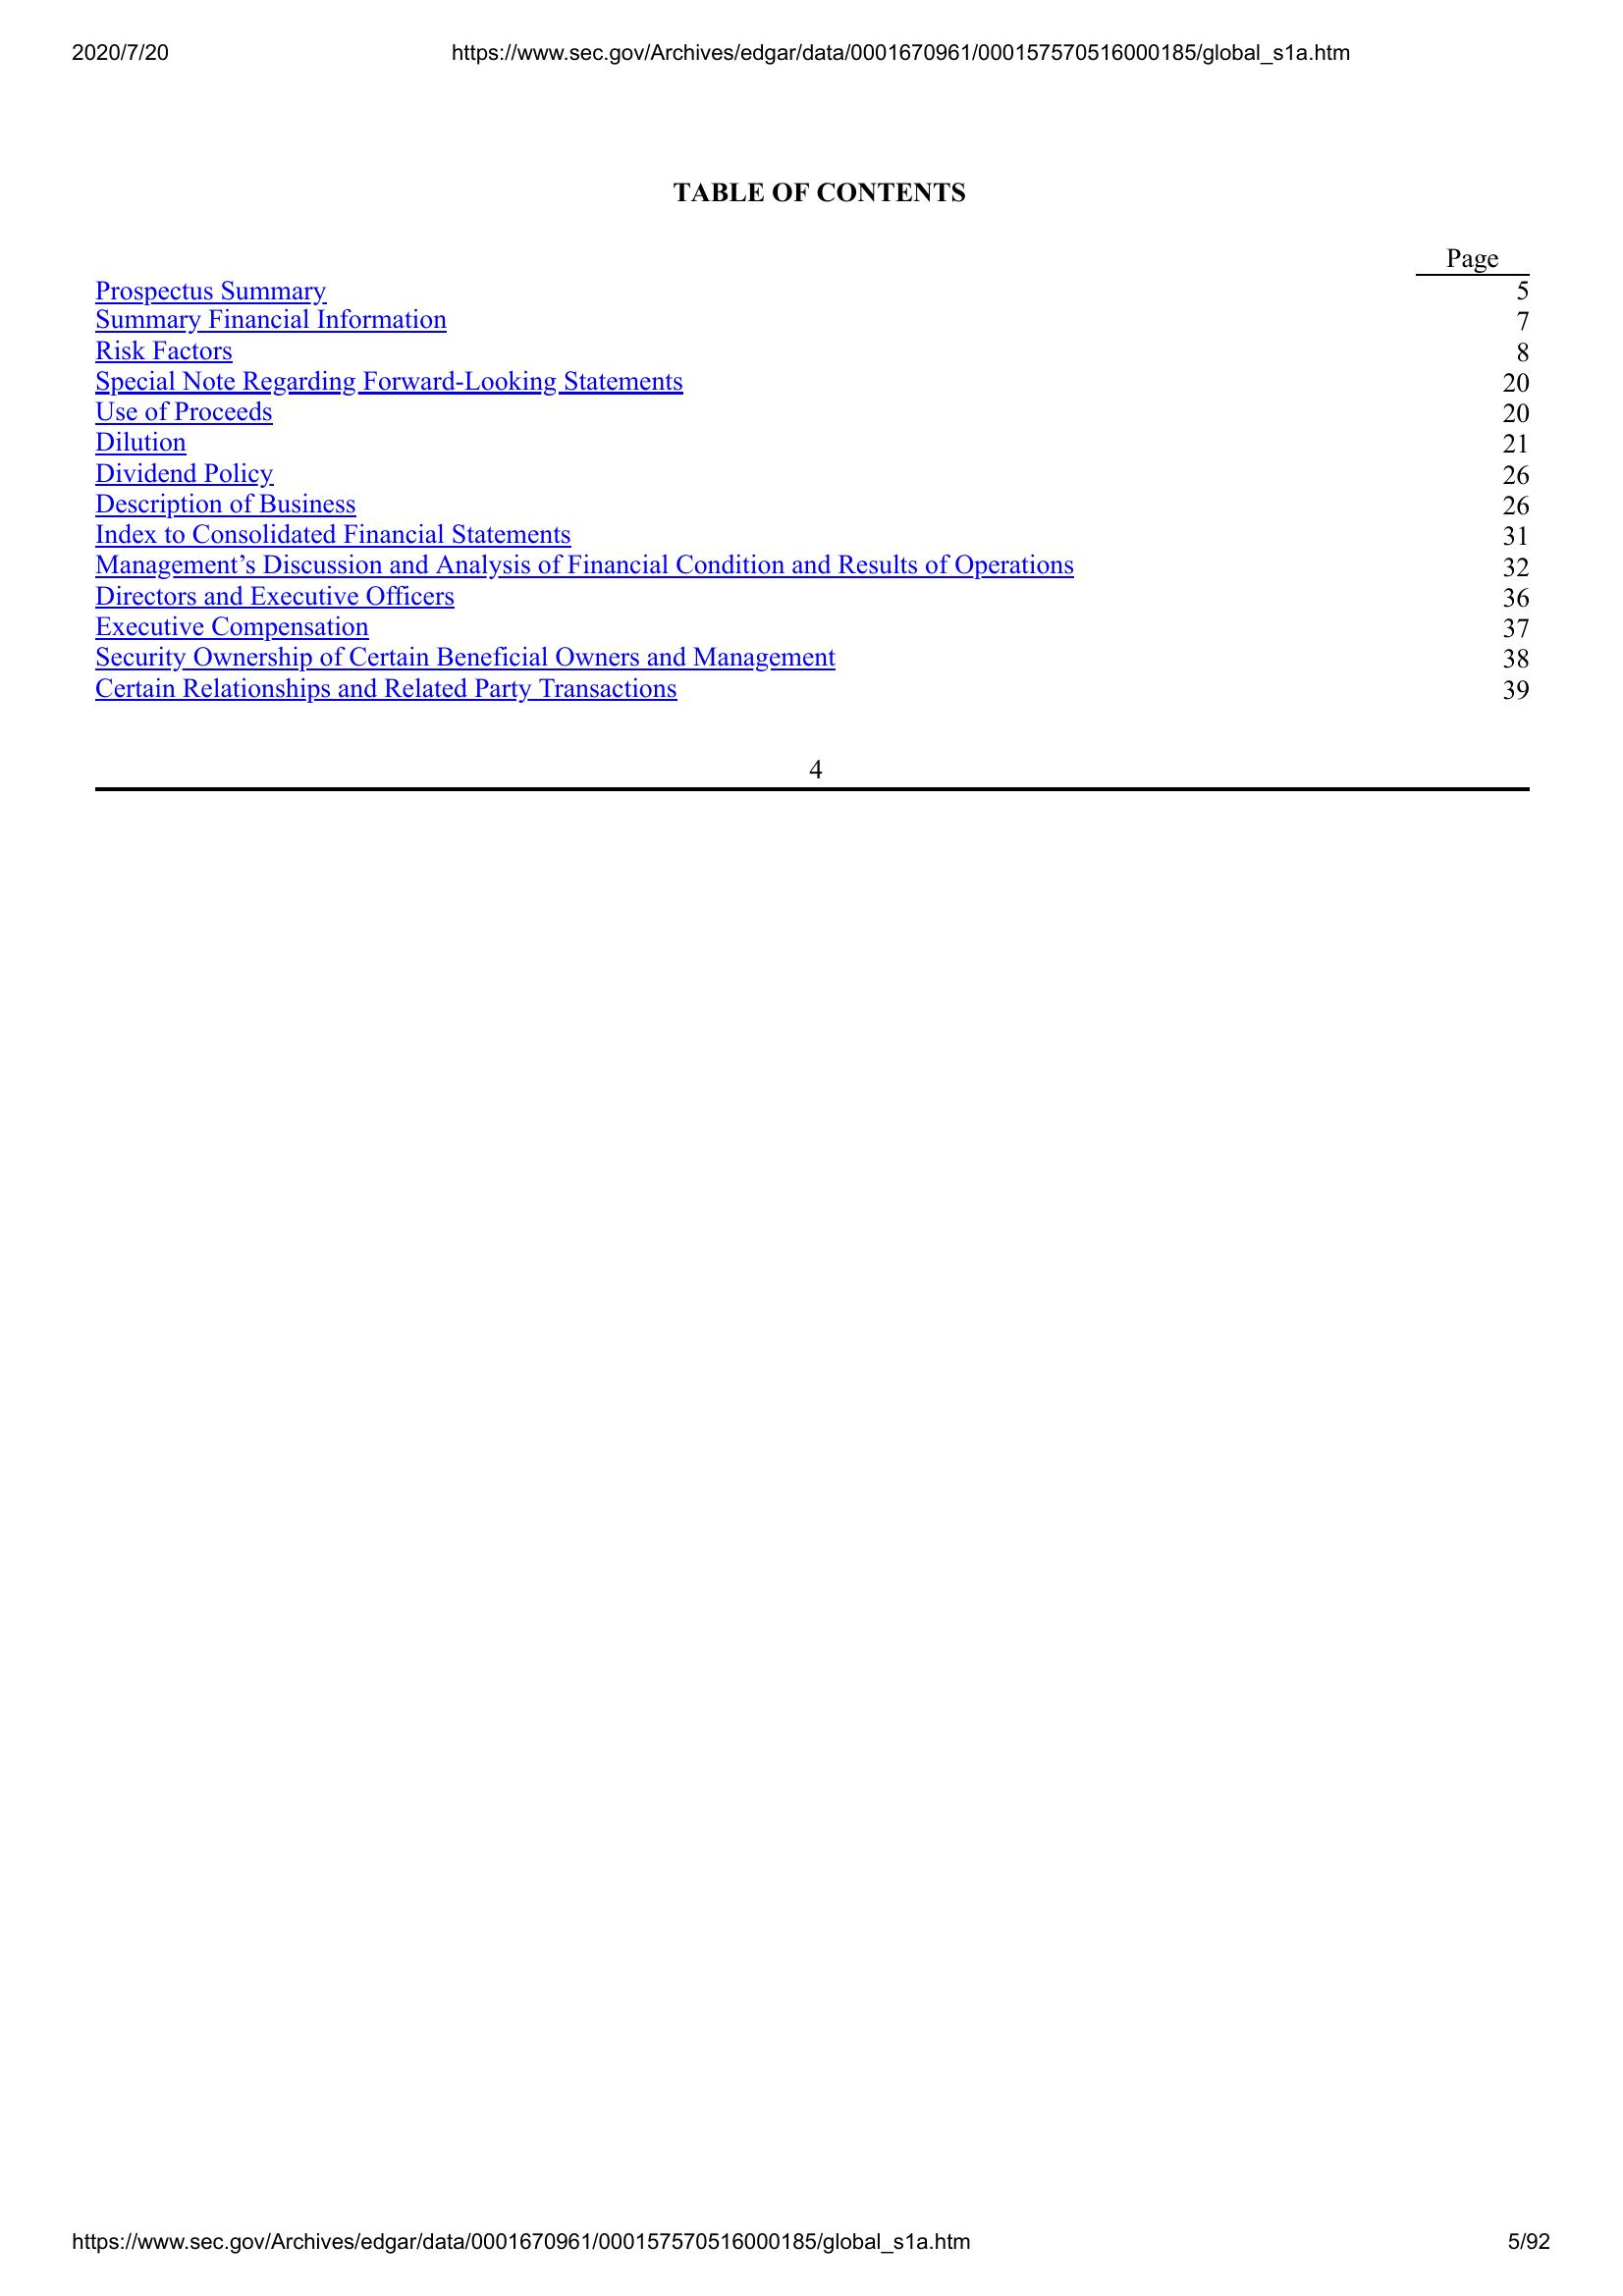 2020/7/20 https://www.sec.gov/Archives/edgar/data/0001670961/000157570516000185/global_s1a.htm
TABLE OF CONTENTS
Page
Prospectus Summary 5
Summary Financial Information 7
Risk Factors 8
Special Note Regarding Forward-Looking Statements 20
Use of Proceeds 20
Dilution 21
Dividend Policy 26
Description of Business 26
Index to Consolidated Financial Statements 31
Management’s Discussion and Analysis of Financial Condition and Results of Operations 32
Directors and Executive Officers 36
Executive Compensation 37
Security Ownership of Certain Beneficial Owners and Management 38
Certain Relationships and Related Party Transactions 39
4
https://www.sec.gov/Archives/edgar/data/0001670961/000157570516000185/global_s1a.htm 5/92